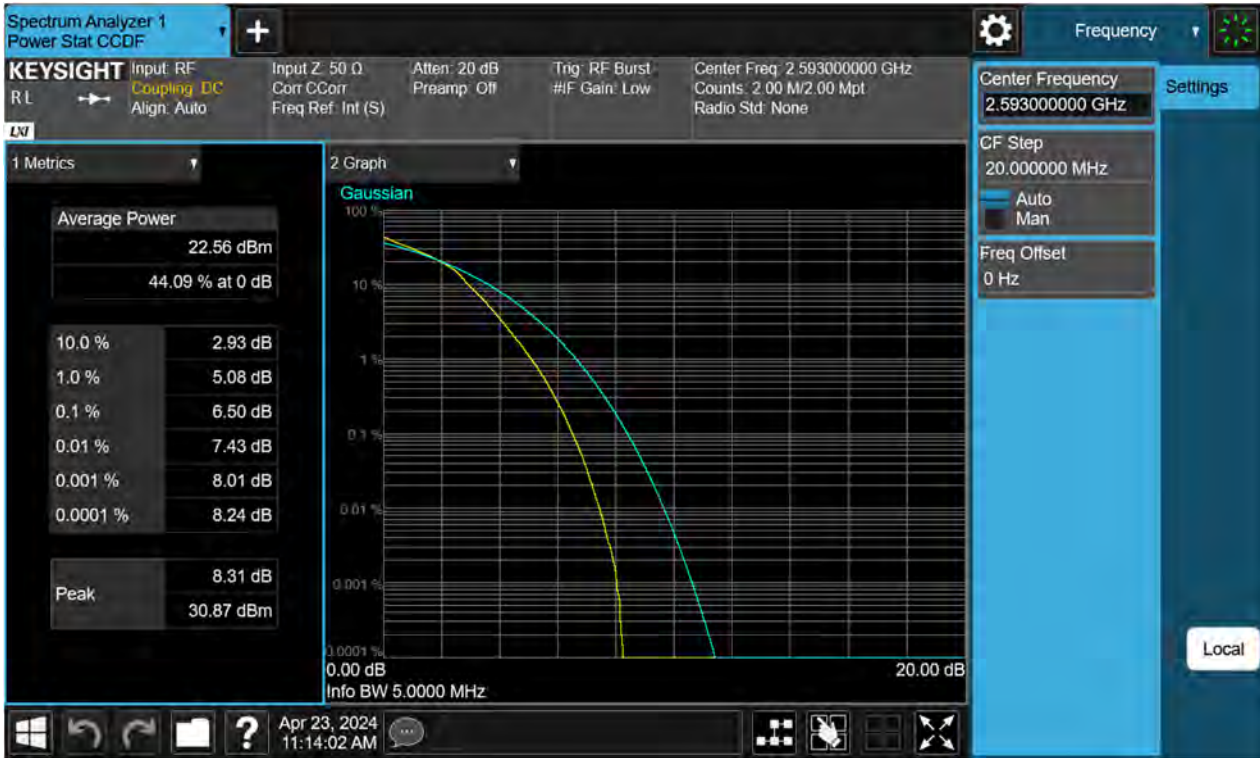 Spectrum Analyzer 1
Power Stat CCDF
+
Frequency
KEYSIGHT
R L
LXI
Input: RF
Coupling: DC
Align: Auto
Input Z: 50 Ω
Corr CCorr
Freq Ref: Int (S)
Atten: 20 dB
Preamp: Off
Trig: RF Burst
#IF Gain: Low
Center Freq: 2.593000000 GHz
Counts: 2.00 M/2.00 Mpt
Radio Std: None
Center Frequency
2.593000000 GHz
Settings
CF Step
20.000000 MHz
Auto
Man
Freq Offset
0 Hz
Local
1 Metrics
Average Power
22.56 dBm
44.09 % at 0 dB
10.0 % 2.93 dB
1.0 % 5.08 dB
0.1 % 6.50 dB
0.01 % 7.43 dB
0.001 % 8.01 dB
0.0001 % 8.24 dB
Peak
8.31 dB
30.87 dBm
2 Graph
Gaussian
100 %
10 %
1 %
0.1 %
0.01 %
0.001 %
0.0001 %
0.00 dB 20.00 dB
Info BW 5.0000 MHz
?
Apr 23, 2024
11:14:02 AM